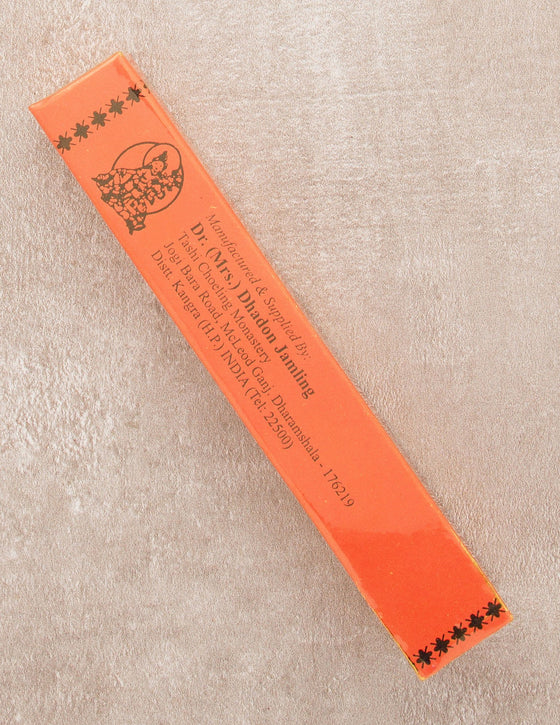 Manufactured & Supplied By:
Dr. (Mrs.) Dhadon Jamling
Tashi Choeling Monastery
Jogi Bara Road, McLeod Ganj, Dharamshala - 176219
Distt. Kangra (H.P.) INDIA (Tel: 22500)